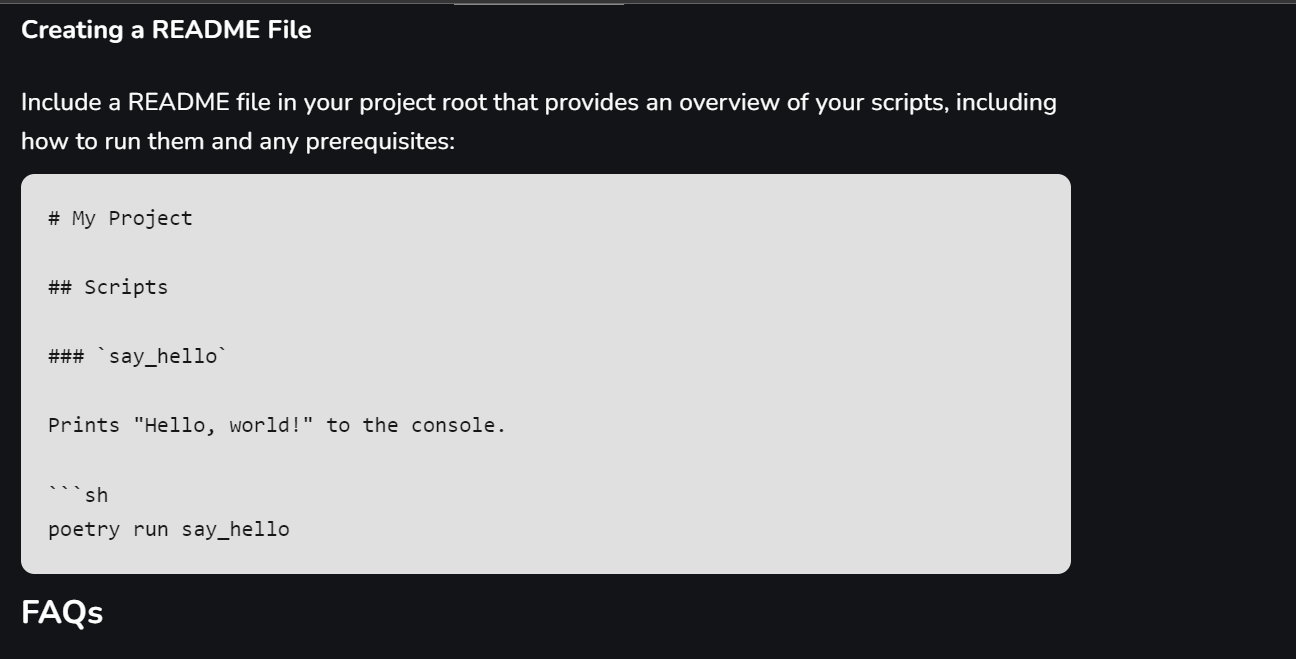 Creating a README File
Include a README file in your project root that provides an overview of your scripts, including
how to run them and any prerequisites:
# My Project
## Scripts
### `say_hello`
Prints "Hello, world!" to the console.
```sh
poetry run say_hello
FAQs